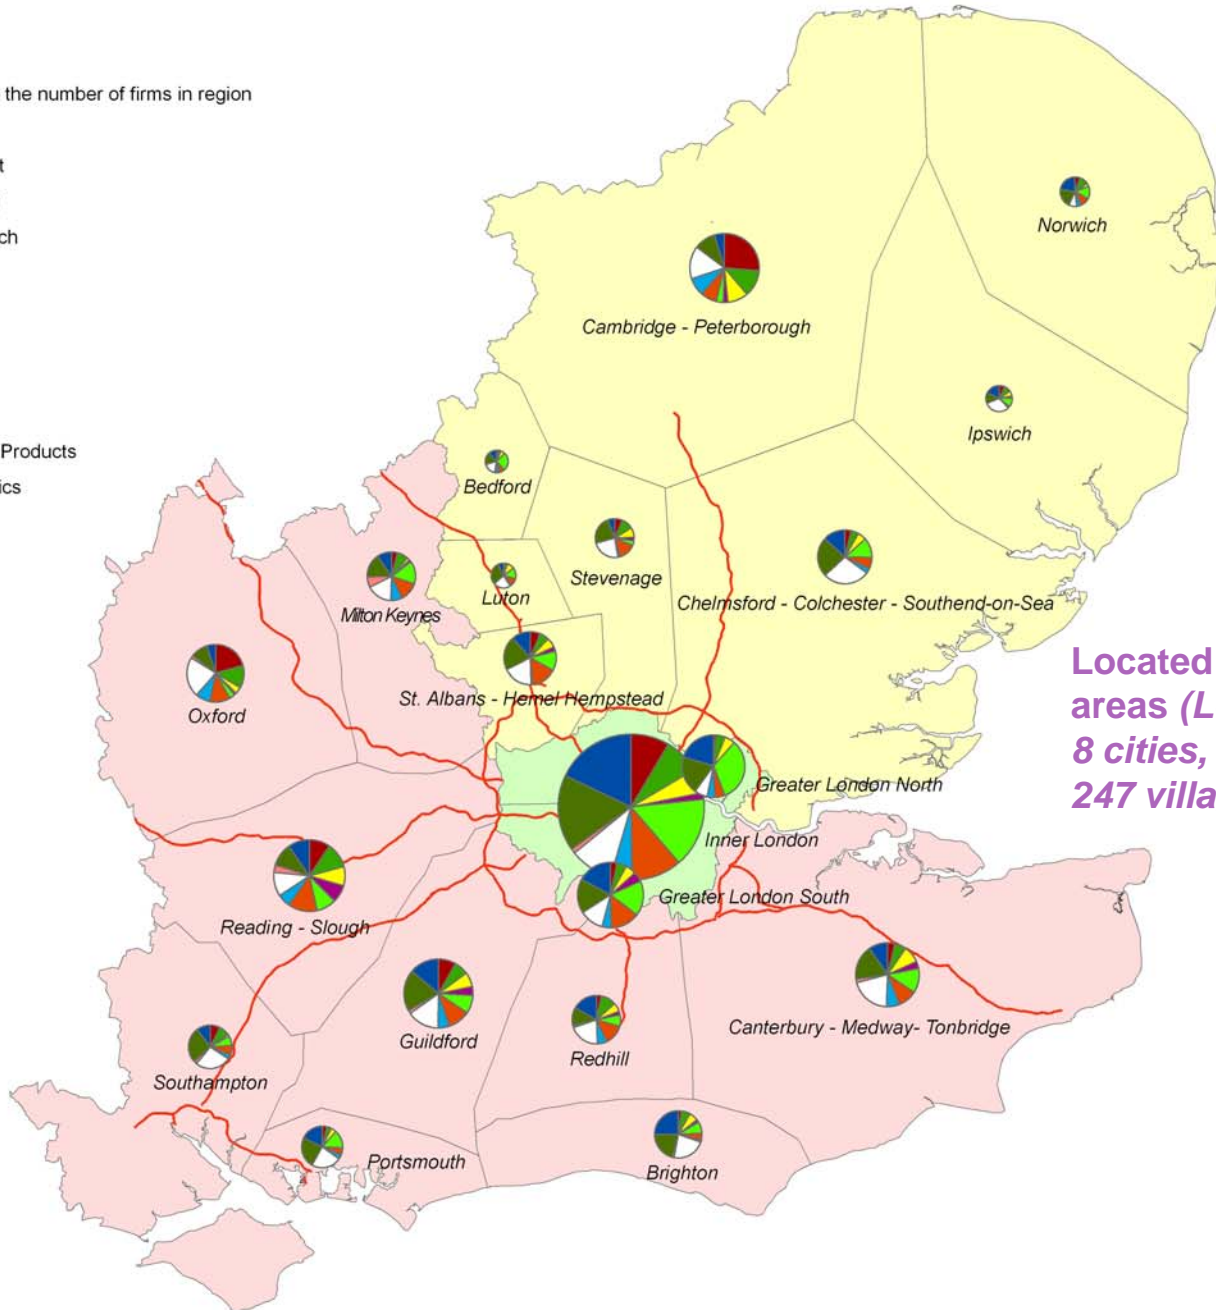 the number of firms in region
t
ch
Products
ics
Norwich
Cambridge - Peterborough
Ipswich
Bedford
Stevenage
Luton
Chelmsford - Colchester - Southend-on-Sea
Milton Keynes
St. Albans - Hemel Hempstead
Oxford
Located
areas (L
8 cities,
247 villa
Greater London North
Inner London
Greater London South
Reading - Slough
Canterbury - Medway- Tonbridge
Guildford
Redhill
Southampton
Portsmouth
Brighton